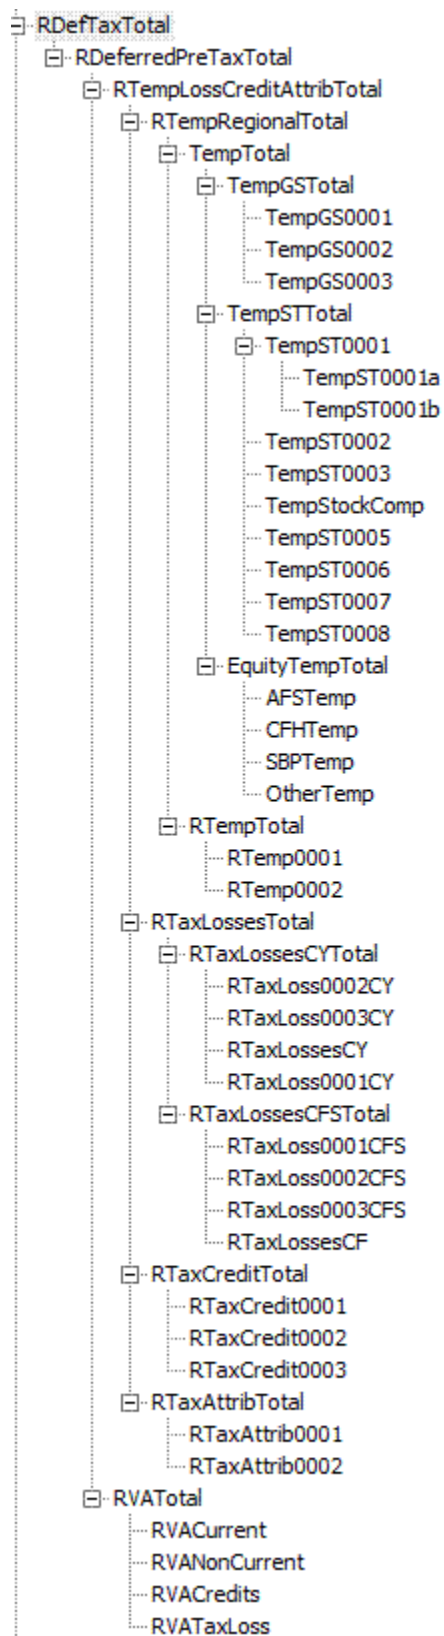 RDefTaxTotal
RDeferredPreTaxTotal
RTempLossCreditAttribTotal
RTempRegionalTotal
TempTotal
TempGSTotal
TempGS0001
TempGS0002
TempGS0003
TempSTTotal
TempST0001
TempST0001a
TempST0001b
TempST0002
TempST0003
TempStockComp
TempST0005
TempST0006
TempST0007
TempST0008
EquityTempTotal
AFSTemp
CFHTemp
SBPTemp
OtherTemp
RTempTotal
RTemp0001
RTemp0002
RTaxLossesTotal
RTaxLossesCYTotal
RTaxLoss0002CY
RTaxLoss0003CY
RTaxLossesCY
RTaxLoss0001CY
RTaxLossesCFSTotal
RTaxLoss0001CFS
RTaxLoss0002CFS
RTaxLoss0003CFS
RTaxLossesCF
RTaxCreditTotal
RTaxCredit0001
RTaxCredit0002
RTaxCredit0003
RTaxAttribTotal
RTaxAttrib0001
RTaxAttrib0002
RVATotal
RVACurrent
RVANonCurrent
RVACredits
RVATaxLoss